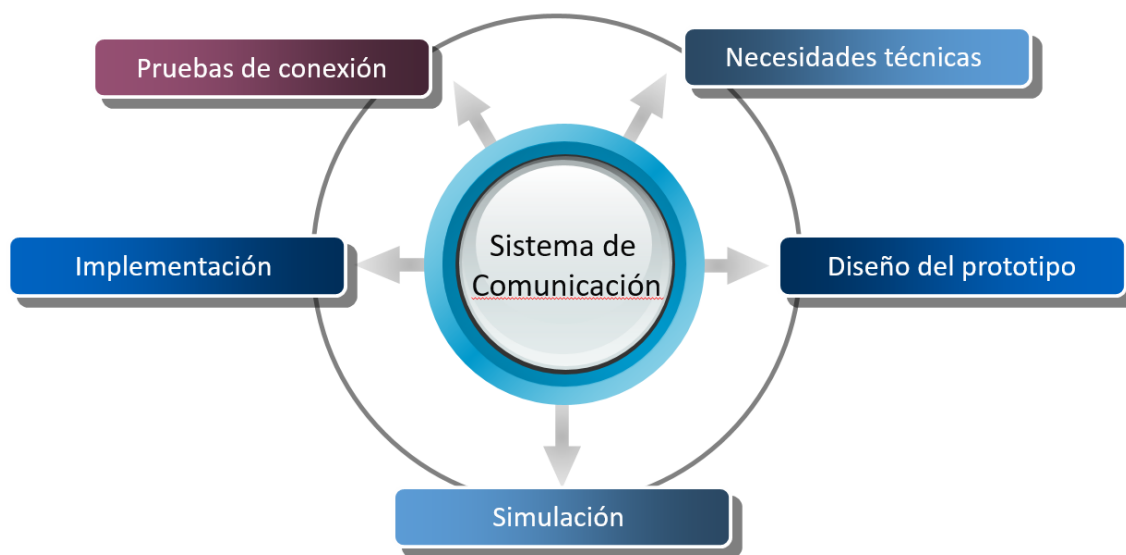 Pruebas de conexión
Necesidades técnicas
Implementación
Sistema de
Comunicación
Diseño del prototipo
Simulación